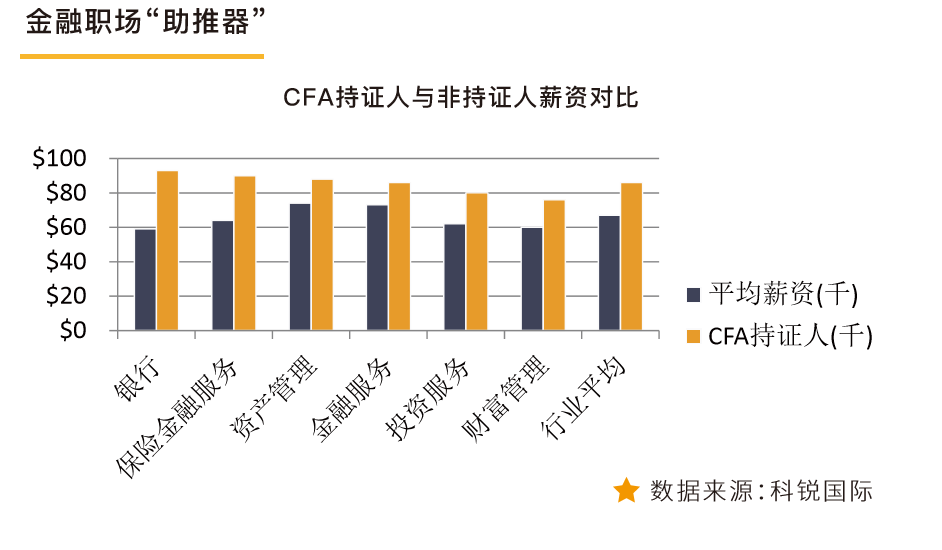 金融职场“助推器”
CFA持证人与非持证人薪资对比
$100
$80
$60
$40
$20
$0
银行
保险金融服务
资产管理
金融服务
投资服务
财富管理
行业平均
平均薪资(千)
CFA持证人(千)
数据来源:科锐国际